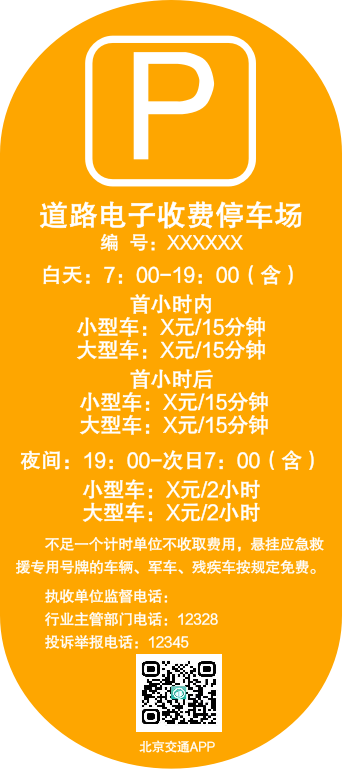 P
道路电子收费停车场
编 号：XXXXXX
白天：7：00-19：00（含）
首小时内
小型车：X元/15分钟
大型车：X元/15分钟
首小时后
小型车：X元/15分钟
大型车：X元/15分钟
夜间：19：00-次日7：00（含）
小型车：X元/2小时
大型车：X元/2小时
不足一个计时单位不收取费用，悬挂应急救
援专用号牌的车辆、军车、残疾车按规定免费。
执收单位监督电话：
行业主管部门电话：12328
投诉举报电话：12345
北京交通APP